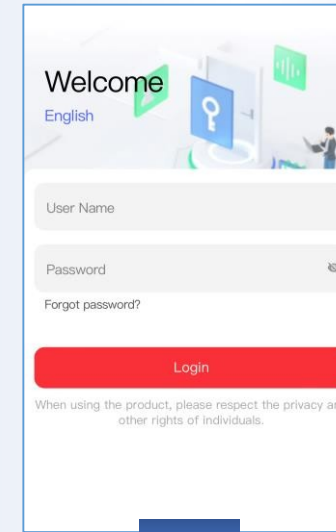 Welcome
English
User Name
Password
Forgot password?
Login
When using the product, please respect the privacy
other rights of individuals.